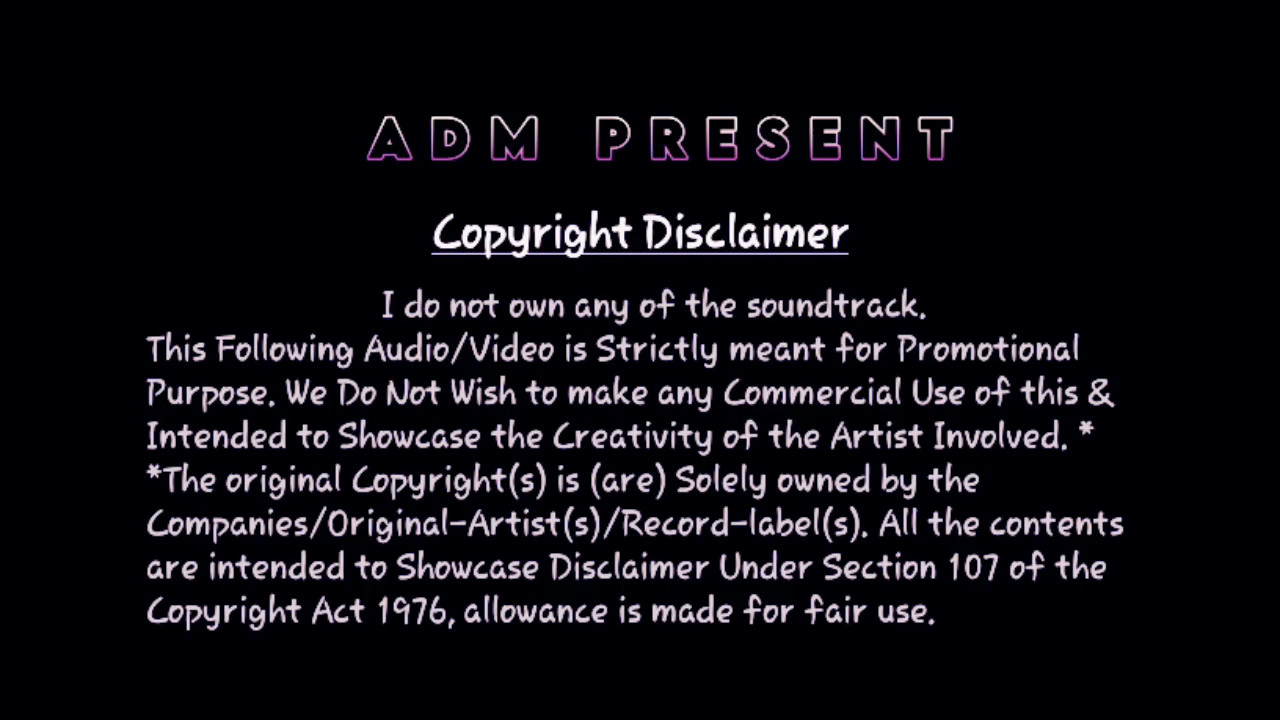 ADM PRESENT
Copyright Disclaimer
I do not own any of the soundtrack.
This Following Audio/Video is Strictly meant for Promotional
Purpose. We Do Not Wish to make any Commercial Use of this &
Intended to Showcase the Creativity of the Artist Involved. *
*The original Copyright(s) is (are) Solely owned by the
Companies/Original-Artist(s)/Record-label(s). All the contents
are intended to Showcase Disclaimer Under Section 107 of the
Copyright Act 1976, allowance is made for fair use.